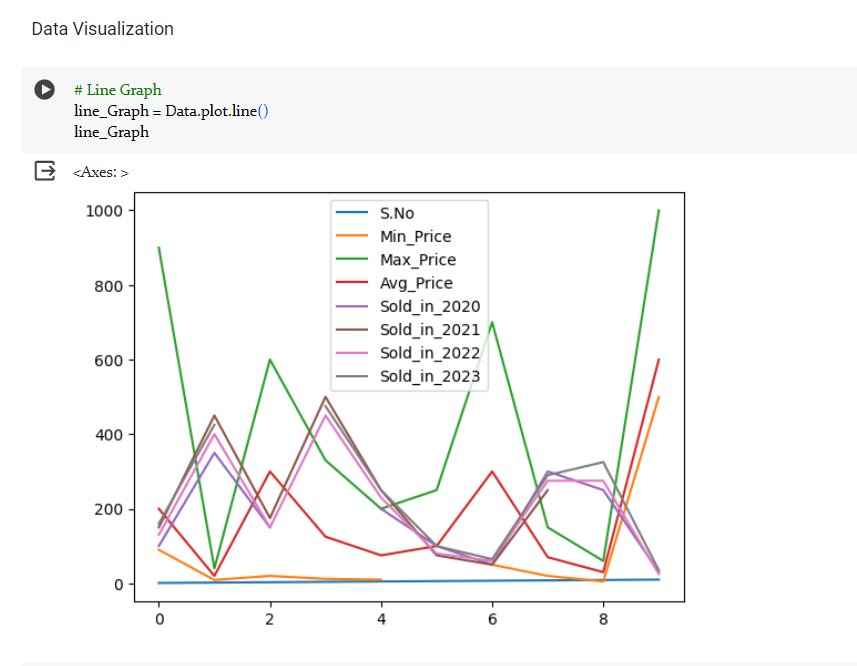 Data Visualization
# Line Graph
line_Graph = Data.plot.line()
line_Graph
<Axes: >
1000
800
600
400
200
0
S.No
Min_Price
Max_Price
Avg_Price
Sold_in_2020
Sold_in_2021
Sold_in_2022
Sold_in_2023
0 2 4 6 8